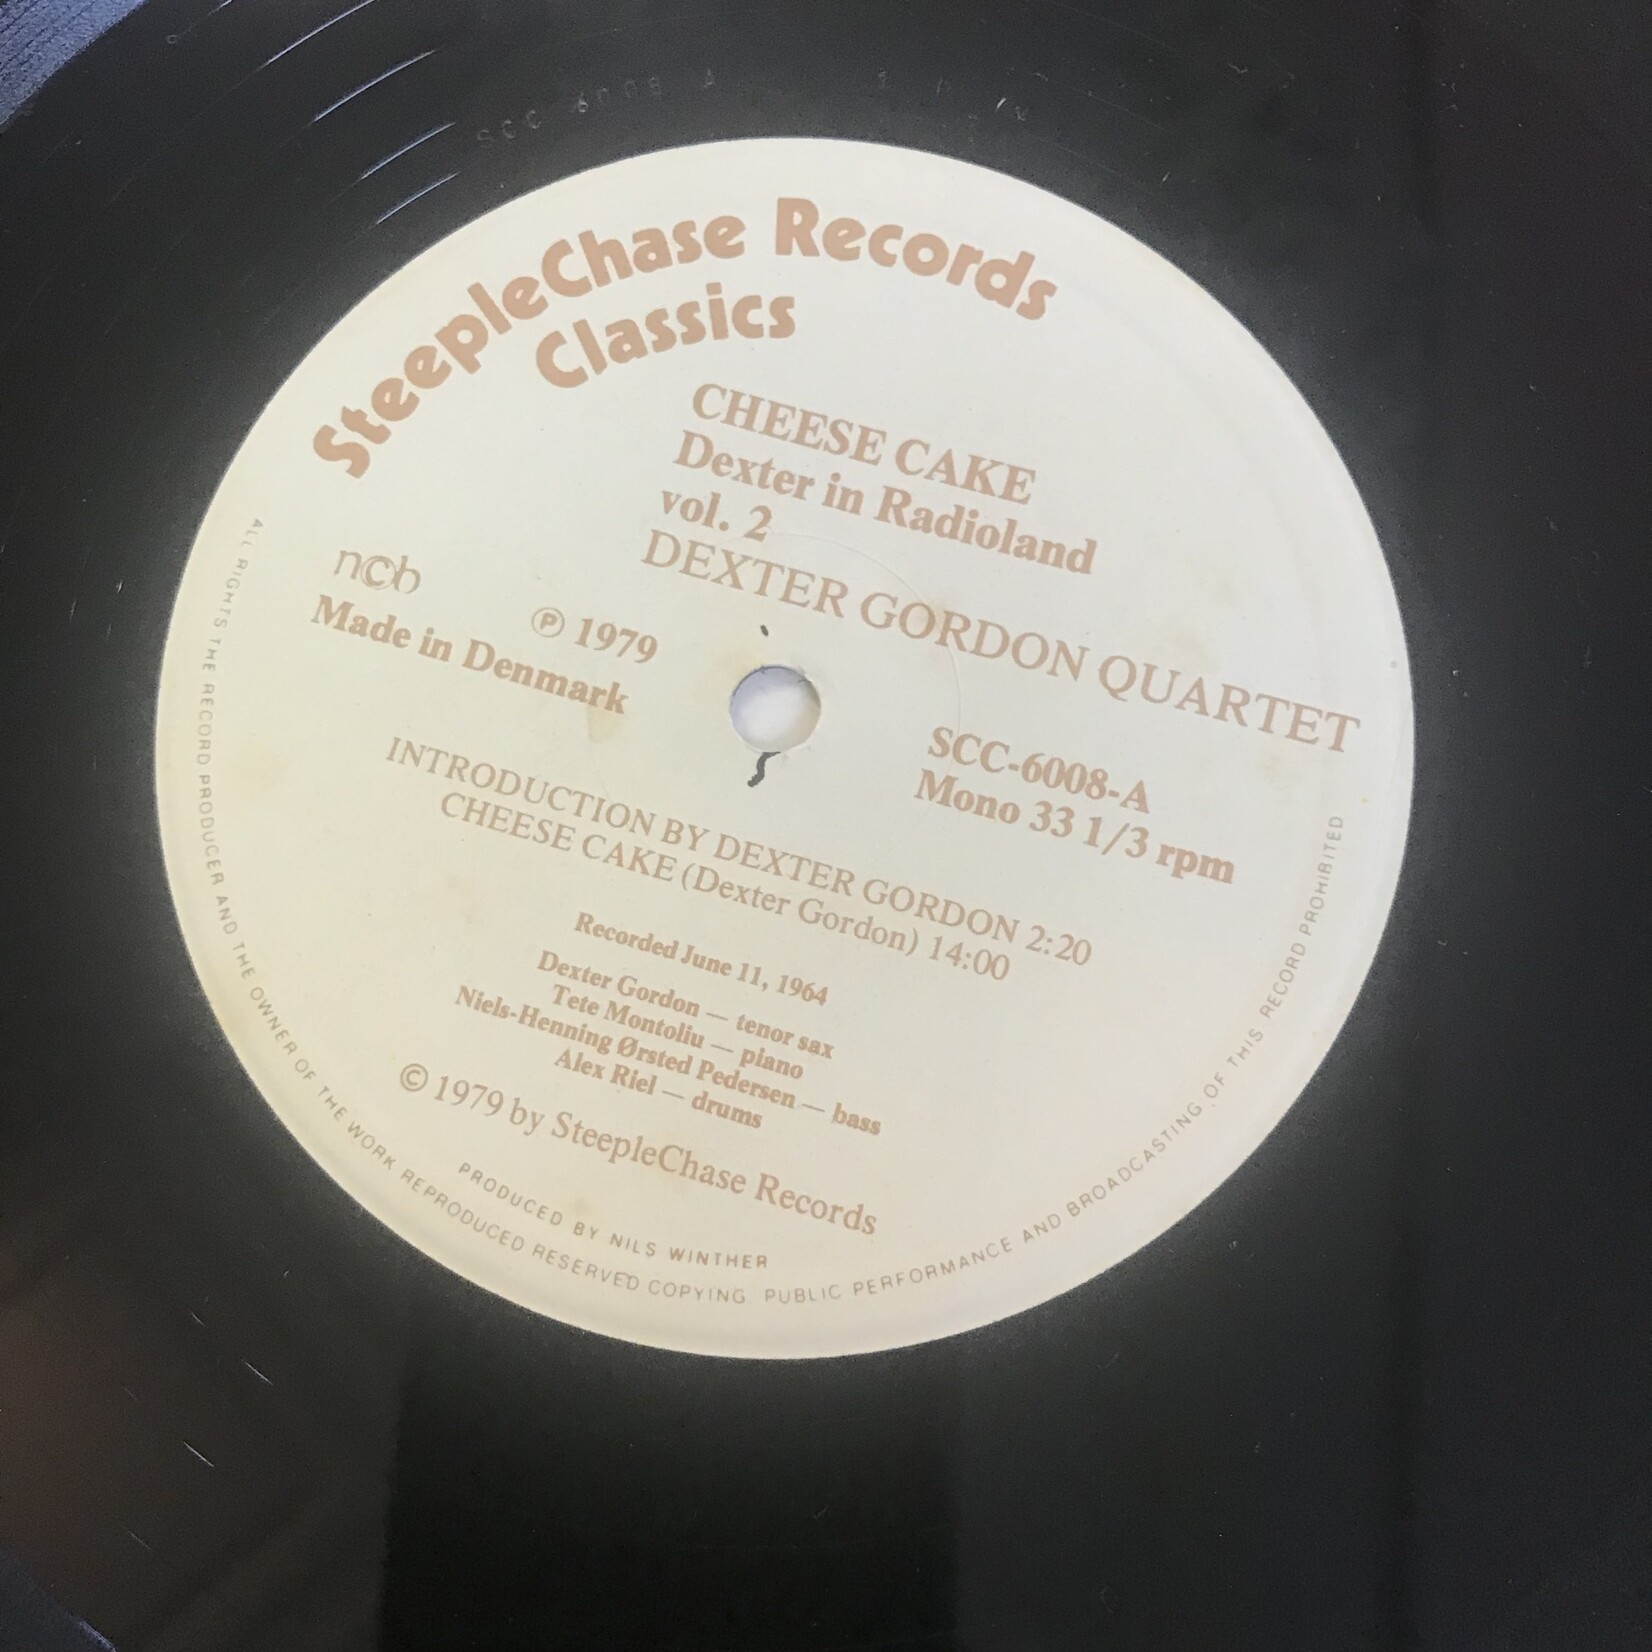 SCC 6008 A
SteepleChase Records
Classics
CHEESE CAKE
Dexter in Radioland
vol. 2
DEXTER GORDON QUARTET
ncb
℗ 1979
Made in Denmark
SCC-6008-A
Mono 33 1/3 rpm
INTRODUCTION BY DEXTER GORDON 2:20
CHEESE CAKE (Dexter Gordon) 14:00
Recorded June 11, 1964
Dexter Gordon — tenor sax
Tete Montoliu — piano
Niels-Henning Ørsted Pedersen — bass
Alex Riel — drums
© 1979 by SteepleChase Records
PRODUCED BY NILS WINTHER
ALL RIGHTS THE RECORD PRODUCER AND THE OWNER OF THE WORK REPRODUCED RESERVED COPYING. PUBLIC PERFORMANCE AND BROADCASTING OF THIS RECORD PROHIBITED